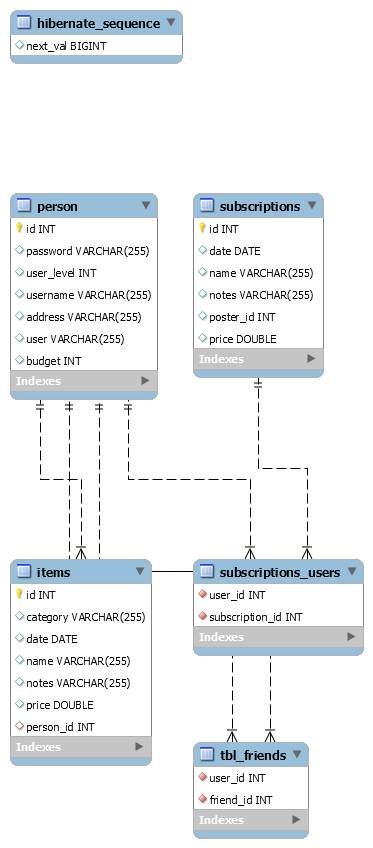 hibernate_sequence
next_val BIGINT
person
id INT
password VARCHAR(255)
user_level INT
username VARCHAR(255)
address VARCHAR(255)
user VARCHAR(255)
budget INT
Indexes
subscriptions
id INT
date DATE
name VARCHAR(255)
notes VARCHAR(255)
poster_id INT
price DOUBLE
Indexes
items
id INT
category VARCHAR(255)
date DATE
name VARCHAR(255)
notes VARCHAR(255)
price DOUBLE
person_id INT
Indexes
subscriptions_users
user_id INT
subscription_id INT
Indexes
tbl_friends
user_id INT
friend_id INT
Indexes